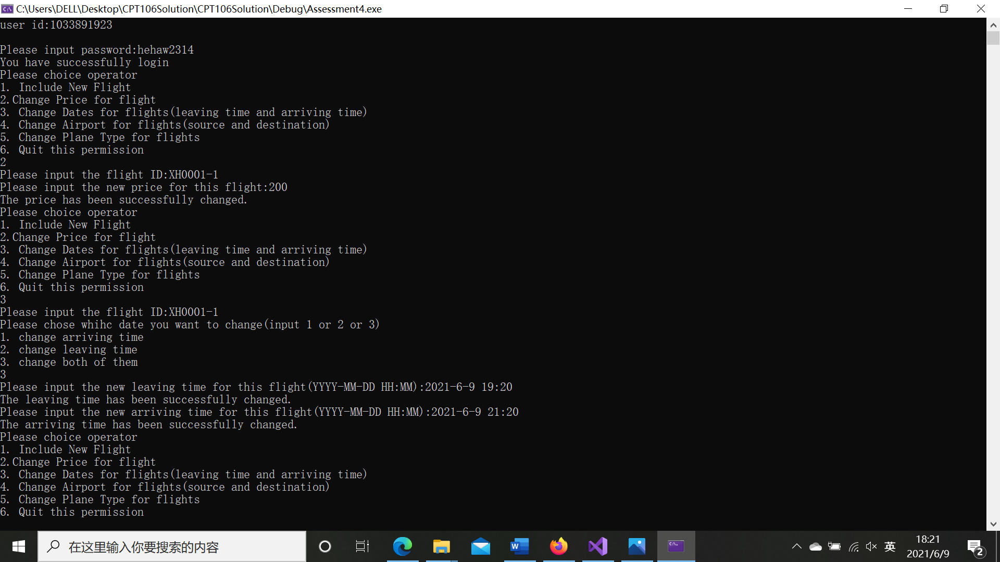 C:\Users\DELL\Desktop\CPT106Solution\CPT106Solution\Debug\Assessment4.exe
user id:1033891923
Please input password:hehaw2314
You have successfully login
Please choice operator
1. Include New Flight
2.Change Price for flight
3. Change Dates for flights(leaving time and arriving time)
4. Change Airport for flights(source and destination)
5. Change Plane Type for flights
6. Quit this permission
2
Please input the flight ID:XH0001-1
Please input the new price for this flight:200
The price has been successfully changed.
Please choice operator
1. Include New Flight
2.Change Price for flight
3. Change Dates for flights(leaving time and arriving time)
4. Change Airport for flights(source and destination)
5. Change Plane Type for flights
6. Quit this permission
3
Please input the flight ID:XH0001-1
Please chose whihc date you want to change(input 1 or 2 or 3)
1. change arriving time
2. change leaving time
3. change both of them
3
Please input the new leaving time for this flight(YYYY-MM-DD HH:MM):2021-6-9 19:20
The leaving time has been successfully changed.
Please input the new arriving time for this flight(YYYY-MM-DD HH:MM):2021-6-9 21:20
The arriving time has been successfully changed.
Please choice operator
1. Include New Flight
2.Change Price for flight
3. Change Dates for flights(leaving time and arriving time)
4. Change Airport for flights(source and destination)
5. Change Plane Type for flights
6. Quit this permission
在这里输入你要搜索的内容
英
18:21
2021/6/9
2